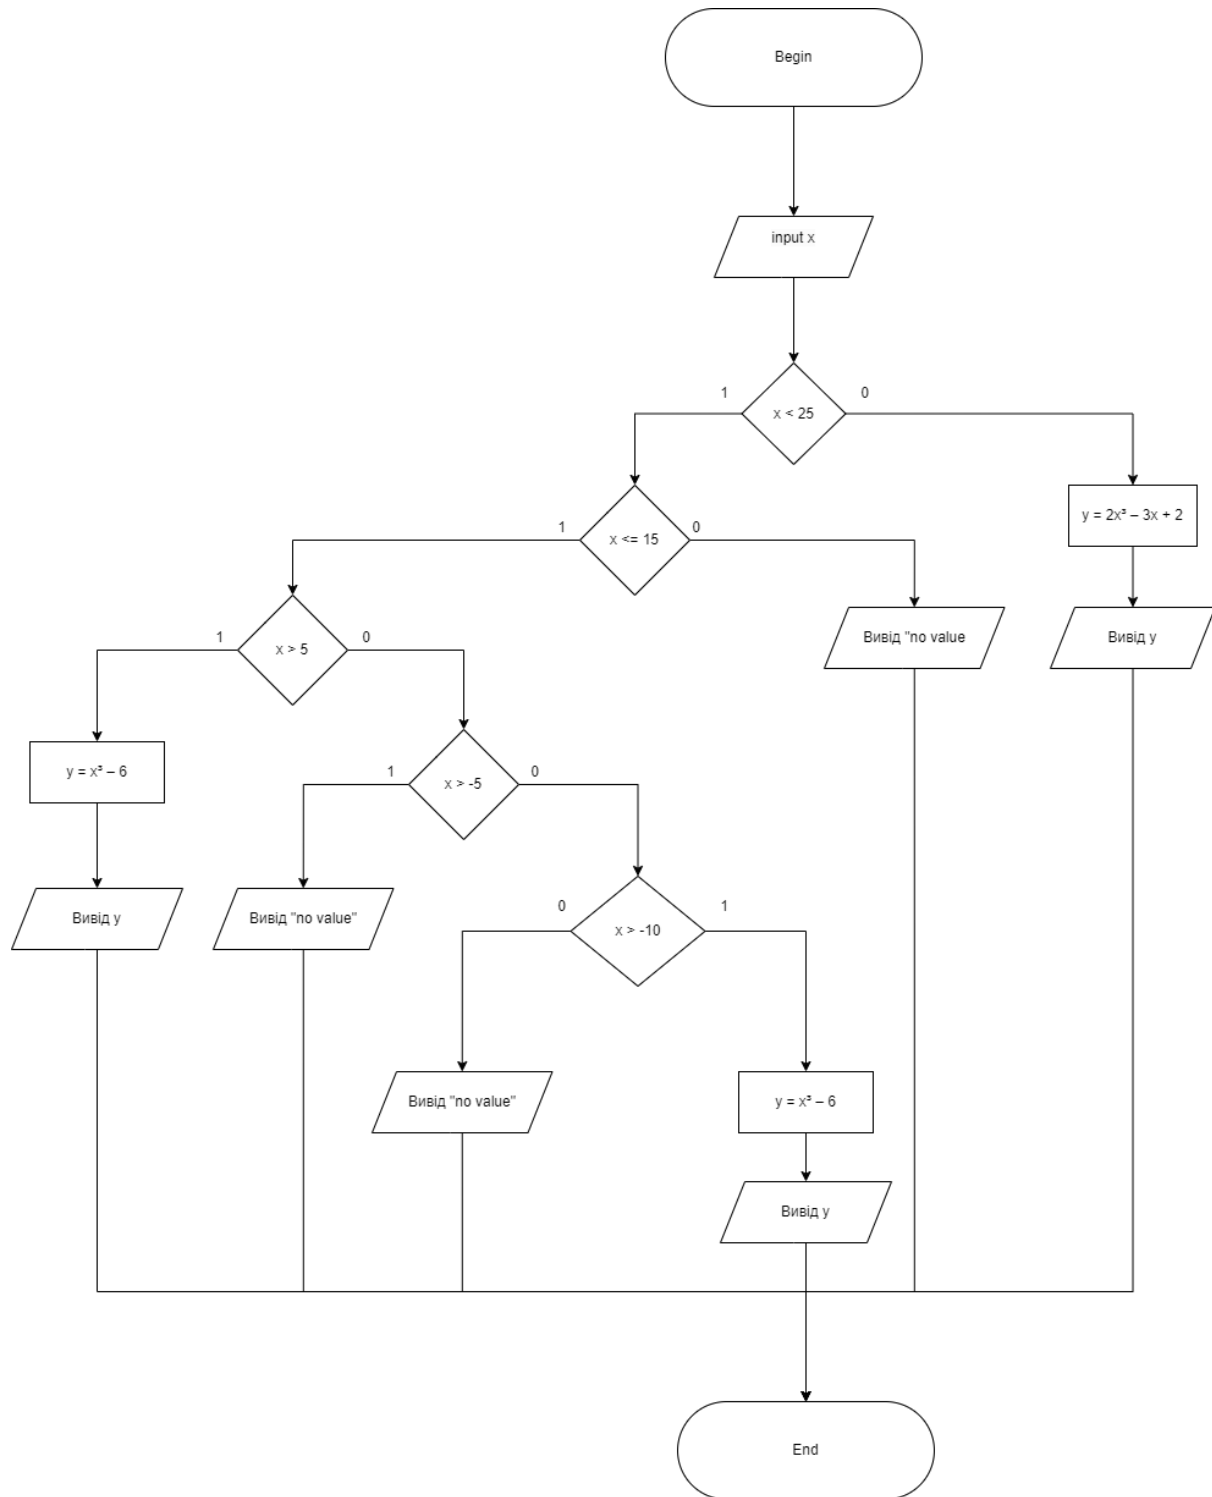 Begin
input x
1
0
x < 25
1
0
x <= 15
y = 2x³ – 3x + 2
1
0
x > 5
Вивід "no value
Вивід y
y = x³ – 6
1
0
x > -5
Вивід y
Вивід "no value"
0
1
x > -10
Вивід "no value"
y = x³ – 6
Вивід y
End